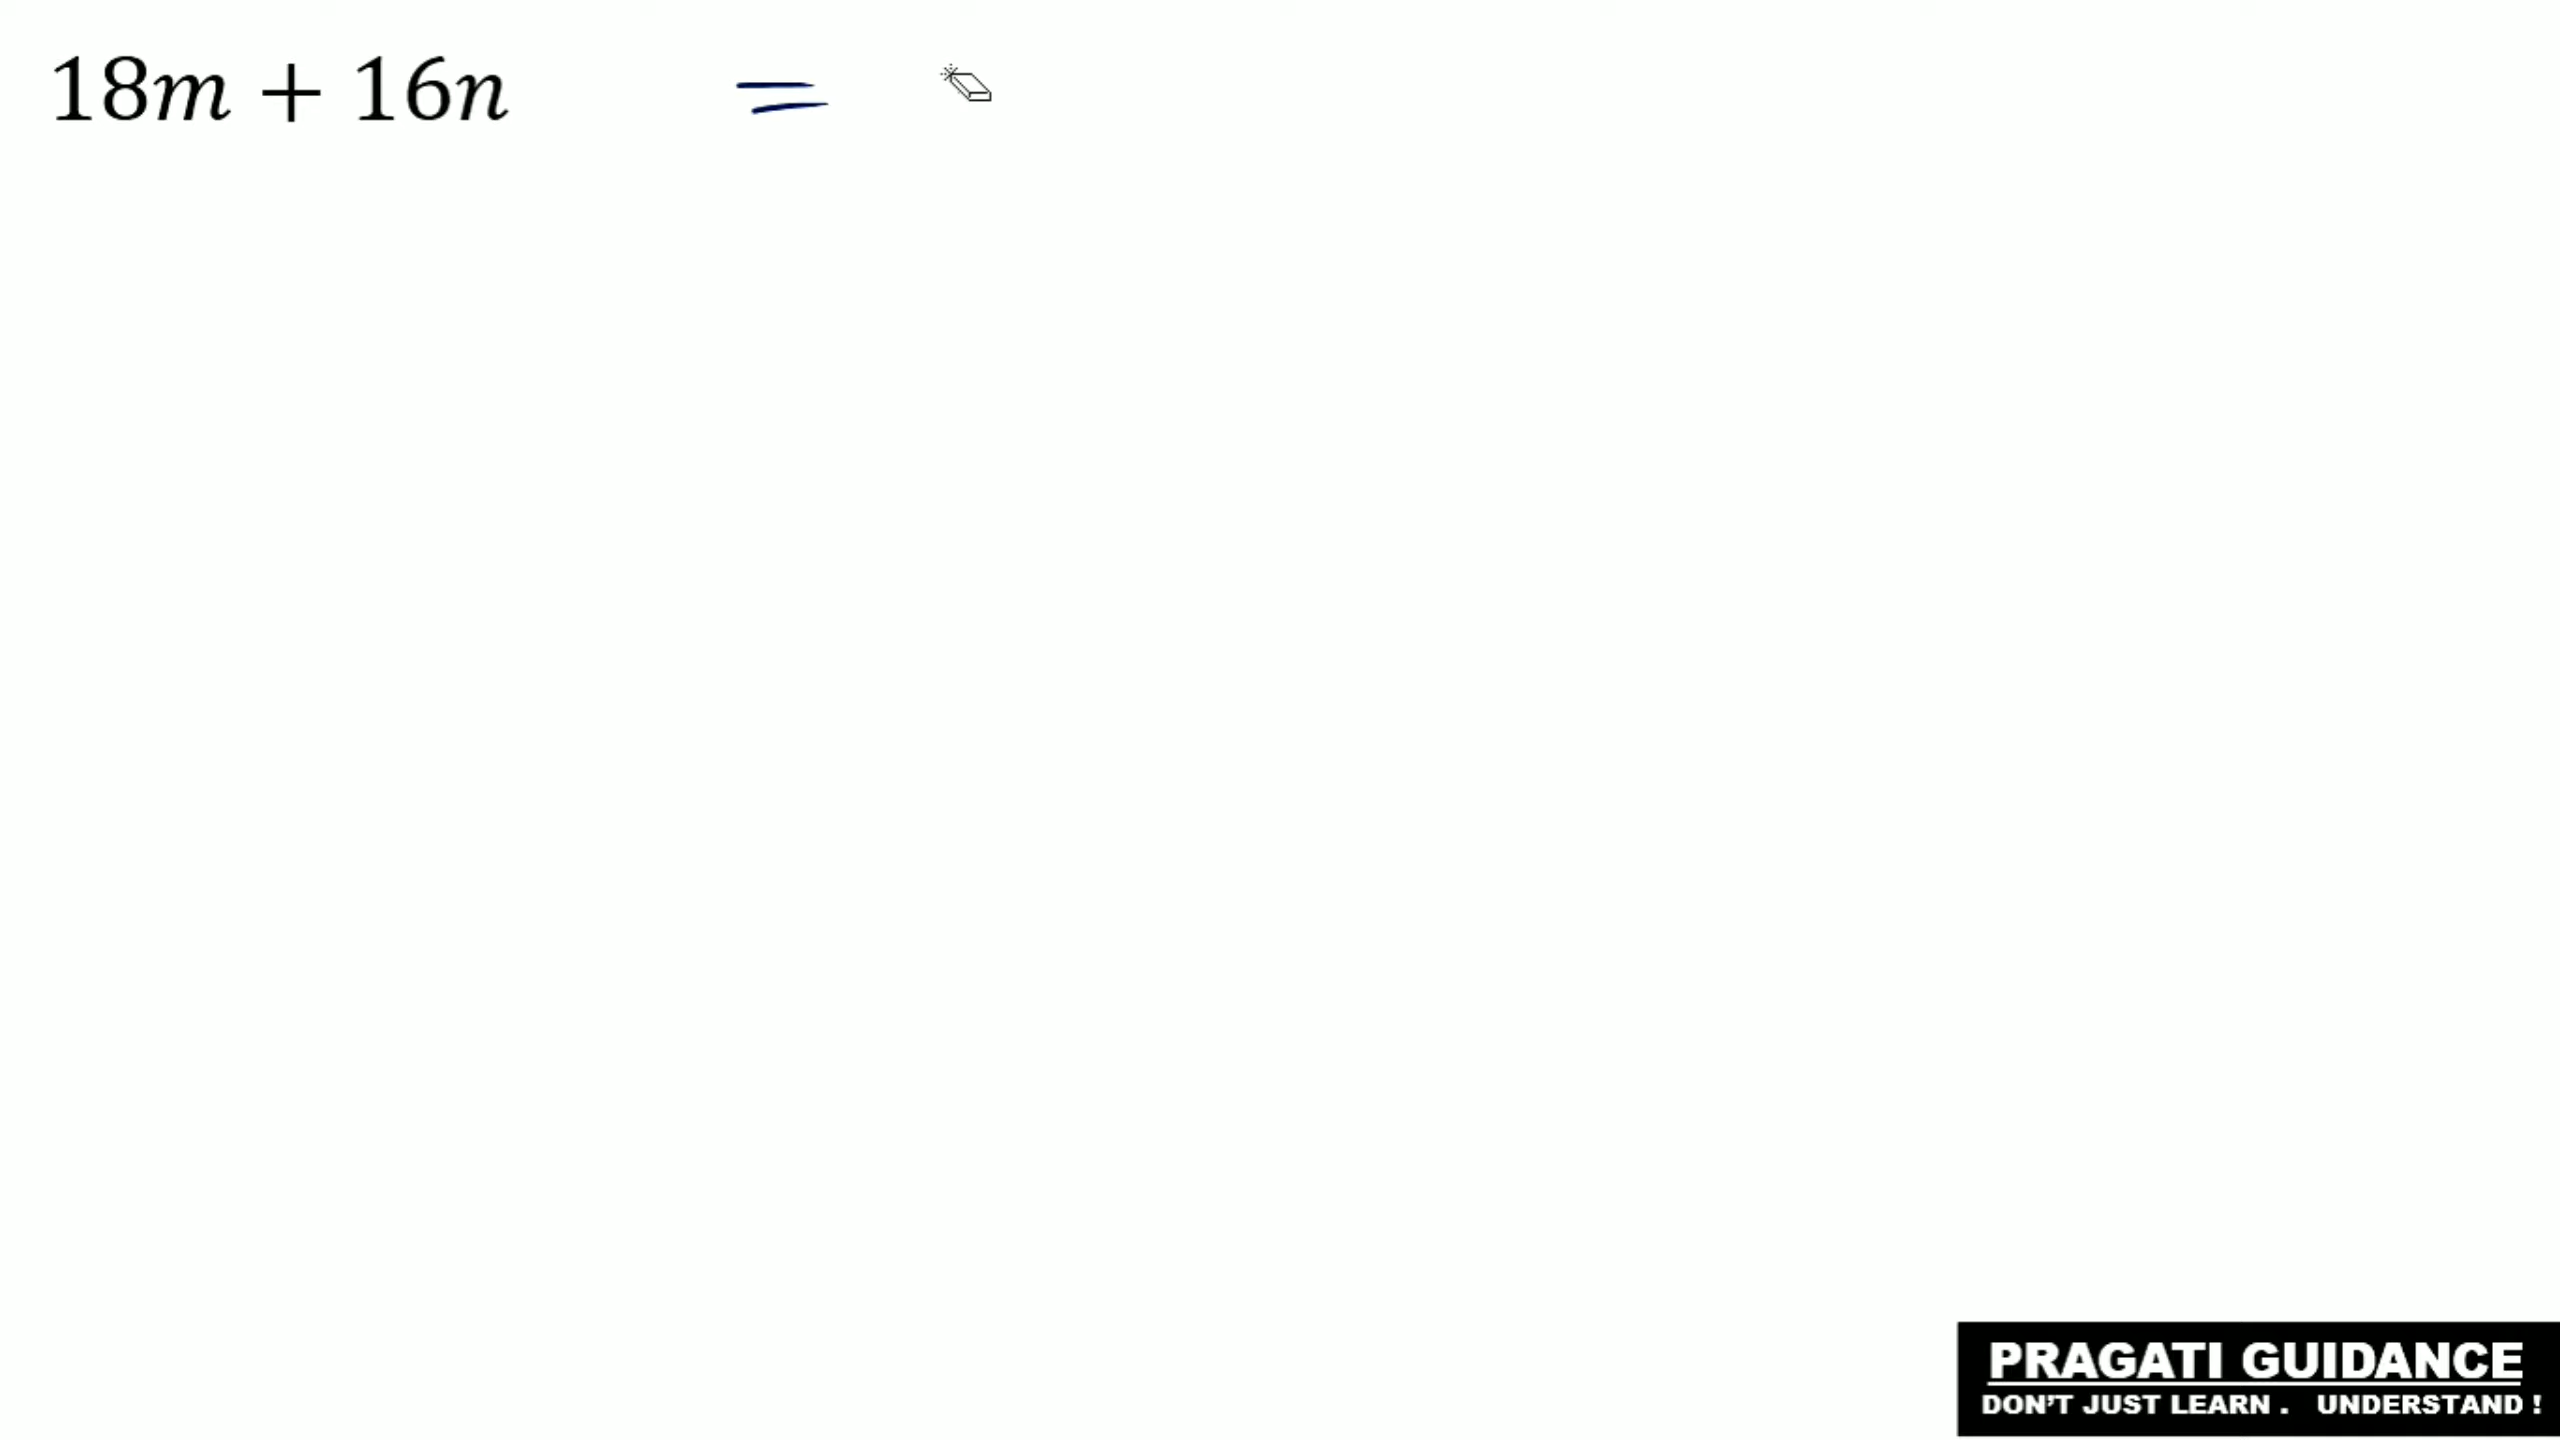 18m + 16n =
PRAGATI GUIDANCE
DON'T JUST LEARN . UNDERSTAND !